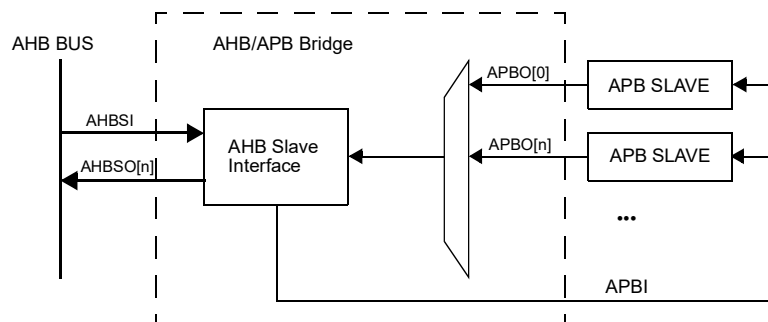 AHB BUS
AHB/APB Bridge
AHBSI
AHBSO[n]
AHB Slave
Interface
APBO[0]
APB SLAVE
APBO[n]
APB SLAVE
...
APBI